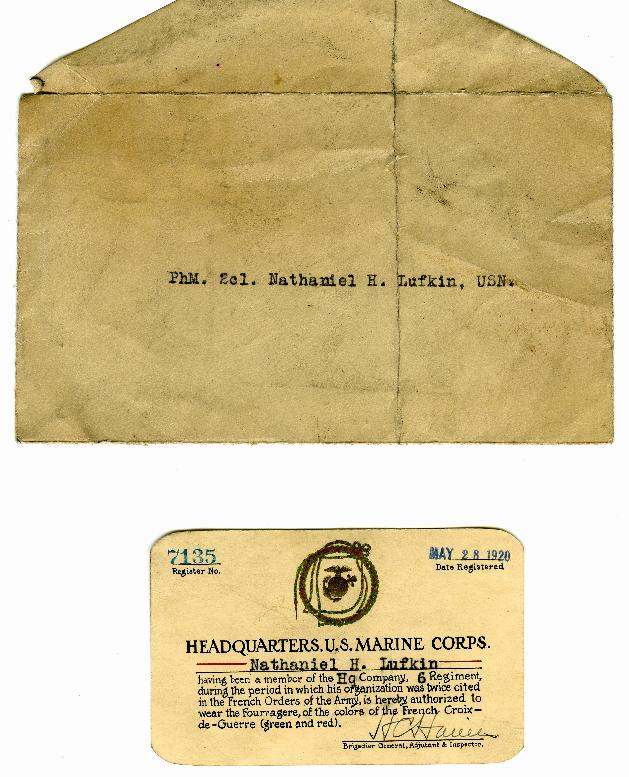 PhM. 2cl. Nathaniel H. Lufkin, USN.
7135
Register No.
MAY 28 1920
Date Registered
HEADQUARTERS. U.S. MARINE CORPS.
Nathaniel H. Lufkin
having been a member of the Hq Company, 6 Regiment,
during the period in which his organization was twice cited
in the French Orders of the Army, is hereby authorized to
wear the Fourragere, of the colors of the French Croix-
de-Guerre (green and red).
Brigadier General, Adjutant & Inspector.